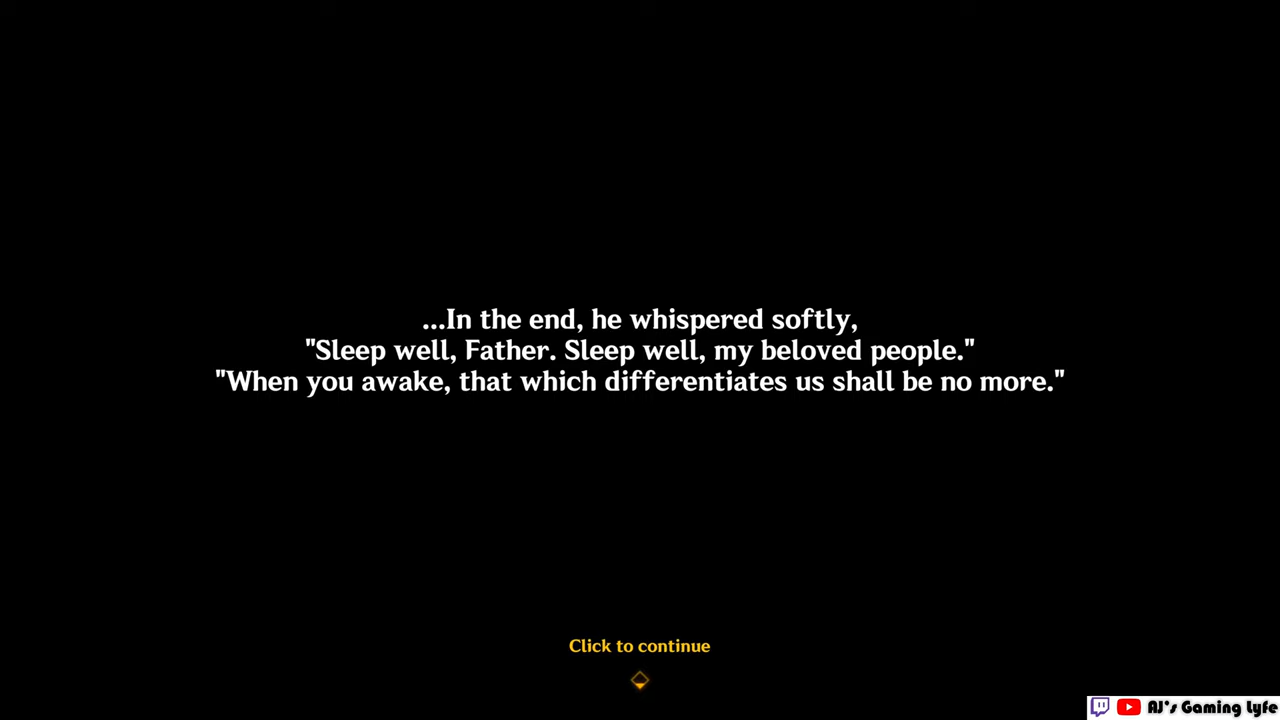 ...In the end, he whispered softly,
"Sleep well, Father. Sleep well, my beloved people."
"When you awake, that which differentiates us shall be no more."
Click to continue
AJ's Gaming Lyfe